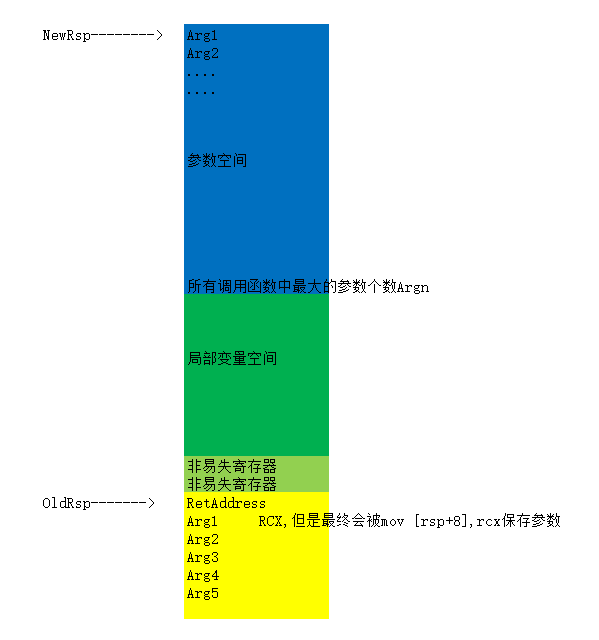 NewRsp--------> Arg1
Arg2
....
....
参数空间
所有调用函数中最大的参数个数Argn
局部变量空间
非易失寄存器
非易失寄存器
OldRsp-------> RetAddress
Arg1 RCX,但是最终会被mov [rsp+8],rcx保存参数
Arg2
Arg3
Arg4
Arg5